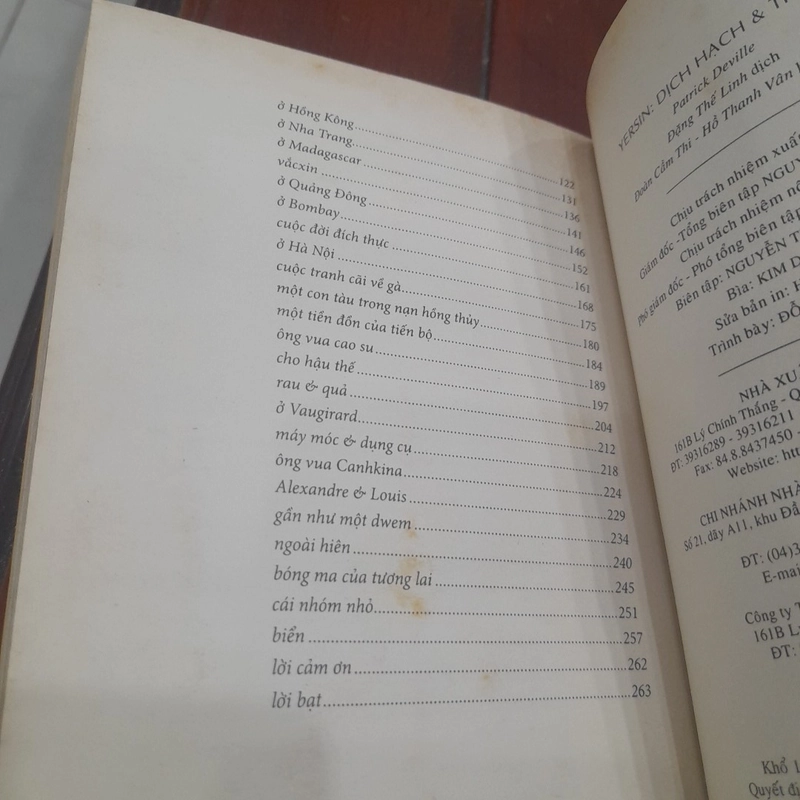 ở Hồng Kông....122
ở Nha Trang....131
ở Madagascar....136
vắcxin....141
ở Quảng Đông....146
ở Bombay....152
cuộc đời đích thực....161
ở Hà Nội....168
cuộc tranh cãi về gà....175
một con tàu trong nạn hồng thủy....180
một tiền đồn của tiến bộ....184
ông vua cao su....189
cho hậu thế....197
rau & quả....204
ở Vaugirard....212
máy móc & dụng cụ....218
ông vua Canhkina....224
Alexandre & Louis....229
gần như một dwem....234
ngoài hiên....240
bóng ma của tương lai....245
cái nhóm nhỏ....251
biển....257
lời cảm ơn....262
lời bạt....263
YERSIN: DỊCH HẠCH &
Patrick Deville
Đặng Thế Linh dịch
Đoàn Cầm Thi - Hồ Thanh Vân
Chịu trách nhiệm xuất
Giám đốc -Tổng biên tập NGUY
Chịu trách nhiệm nộ
Phó giám đốc - Phó tổng biên tập
Biên tập: NGUYỄN T
Bìa: KIM D
Sửa bản in:
Trình bày: ĐỖ
NHÀ XUẤ
161B Lý Chính Thắng - Q
ĐT: 39316289 - 39316211
Fax: 84.8.8437450
Website: htt
CHI NHÁNH NHÀ
Số 21, dãy A11, khu Đầ
ĐT: (04)3
E-mai
Công ty T
161B L
ĐT:
Khổ 1
Quyết đị